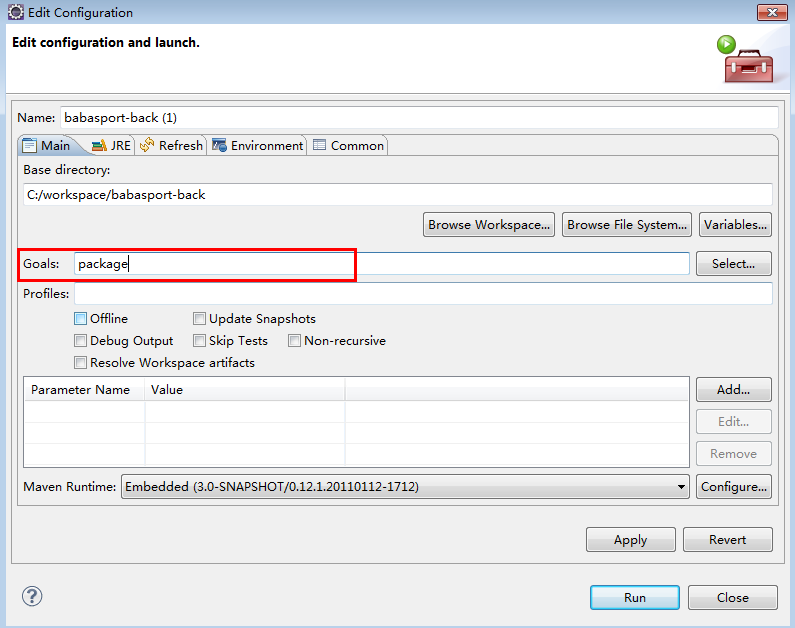 Edit Configuration
Edit configuration and launch.
Name: babasport-back (1)
Main JRE Refresh Environment Common
Base directory:
C:/workspace/babasport-back
Browse Workspace... Browse File System... Variables...
Goals: package Select...
Profiles:
Offline Update Snapshots
Debug Output Skip Tests Non-recursive
Resolve Workspace artifacts
Parameter Name Value Add...
Edit...
Remove
Maven Runtime: Embedded (3.0-SNAPSHOT/0.12.1.20110112-1712) Configure...
Apply Revert
? Run Close